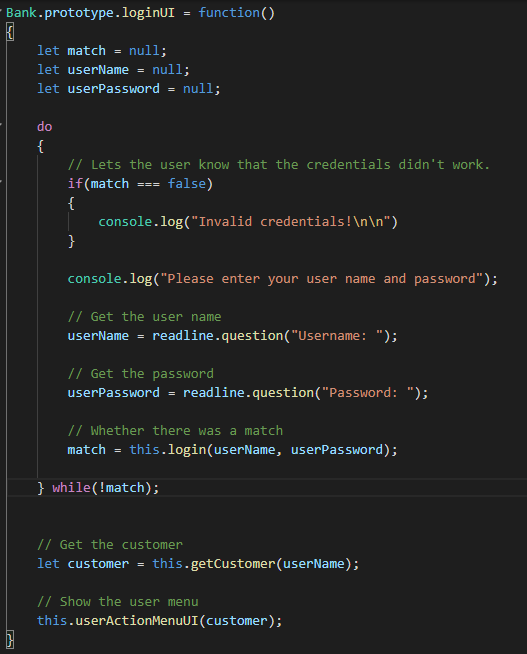 Bank.prototype.loginUI = function()
{
let match = null;
let userName = null;
let userPassword = null;
do
{
// Lets the user know that the credentials didn't work.
if(match === false)
{
console.log("Invalid credentials!\n\n")
}
console.log("Please enter your user name and password");
// Get the user name
userName = readline.question("Username: ");
// Get the password
userPassword = readline.question("Password: ");
// Whether there was a match
match = this.login(userName, userPassword);
} while(!match);
// Get the customer
let customer = this.getCustomer(userName);
// Show the user menu
this.userActionMenuUI(customer);
}